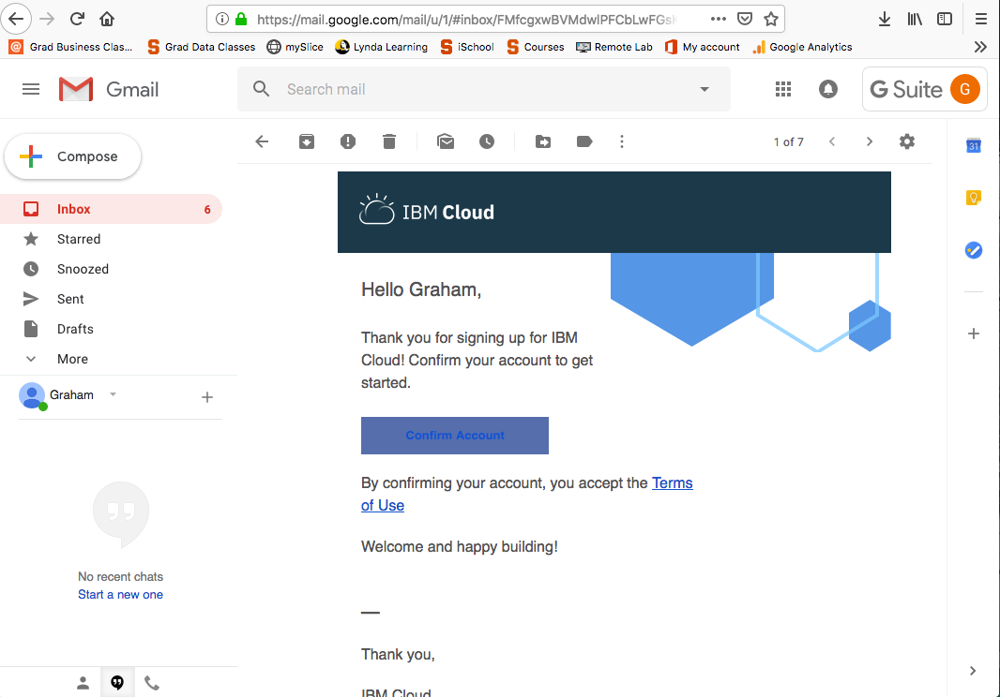 https://mail.google.com/mail/u/1/#inbox/FMfcgxwBVMdwlPFCbLwFGsk
Grad Business Clas...
Grad Data Classes
mySlice
Lynda Learning
iSchool
Courses
Remote Lab
My account
Google Analytics
Gmail
Search mail
G Suite
G
Compose
1 of 7
31
Inbox
6
Starred
Snoozed
Sent
Drafts
More
Graham
No recent chats
Start a new one
IBM Cloud
Hello Graham,
Thank you for signing up for IBM
Cloud! Confirm your account to get
started.
Confirm Account
By confirming your account, you accept the Terms
of Use
Welcome and happy building!
—
Thank you,
IBM Cloud